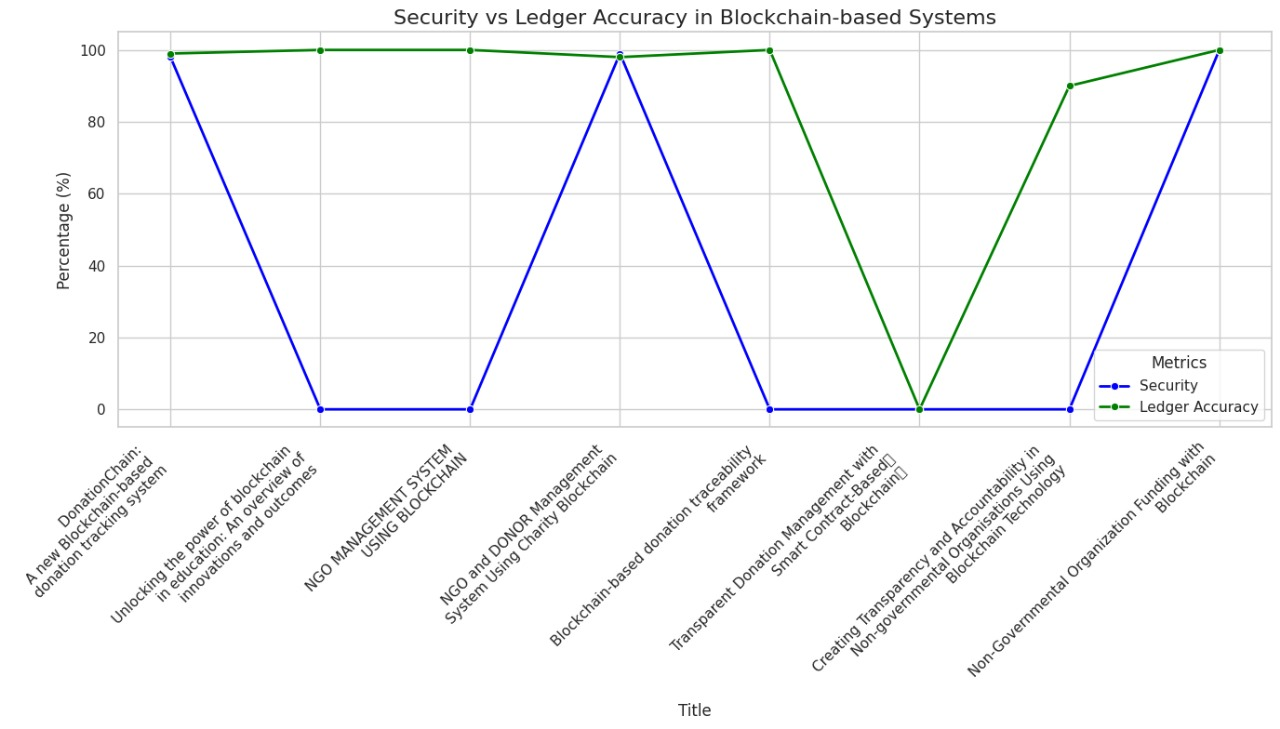 Security vs Ledger Accuracy in Blockchain-based Systems
Percentage (%)
100
80
60
40
20
0
Metrics
Security
Ledger Accuracy
DonationChain:
A new Blockchain-based
donation tracking system
Unlocking the power of blockchain
in education: An overview of
innovations and outcomes
NGO MANAGEMENT SYSTEM
USING BLOCKCHAIN
NGO and DONOR Management
System Using Charity Blockchain
Blockchain-based donation traceability
framework
Transparent Donation Management with
Smart Contract-Based
Blockchain
Creating Transparency and Accountability in
Non-governmental Organisations Using
Blockchain Technology
Non-Governmental Organization Funding with
Blockchain
Title